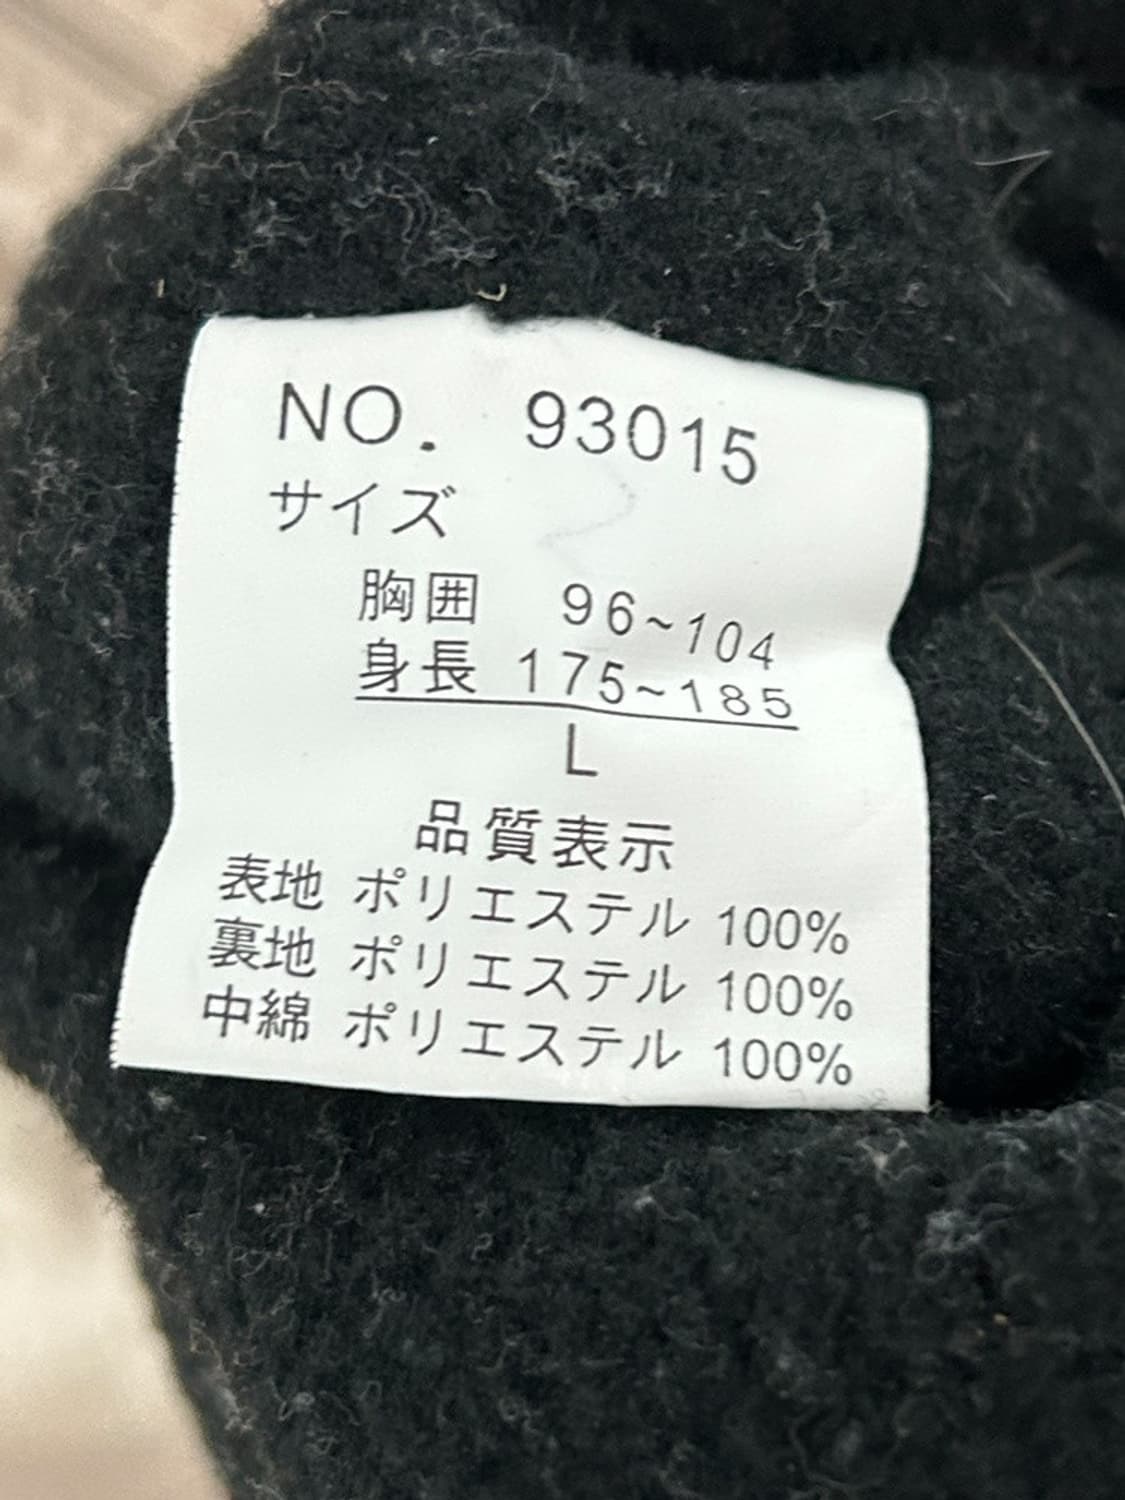 NO. 93015
サイズ
胸囲 96~104
身長 175~185
L
品質表示
表地 ポリエステル 100%
裏地 ポリエステル 100%
中綿 ポリエステル 100%